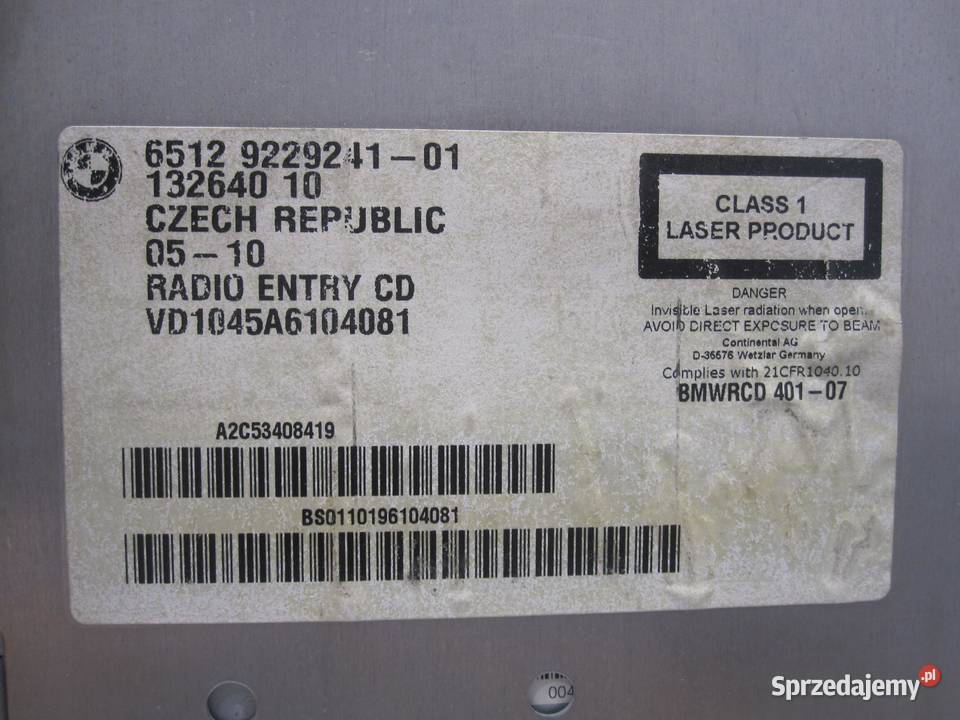 6512 9229241-01
132640 10
CZECH REPUBLIC
05-10
RADIO ENTRY CD
VD1045A6104081
CLASS 1
LASER PRODUCT
DANGER
Invisible Laser radiation when open.
AVOID DIRECT EXPCSURE TO BEAM
Continental AG
D-36576 Wetzlar Germany
Complies with 21CFR1040.10
BMWRCD 401-07
A2C53408419
BS0110196104081
004
Sprzedajemy.pl